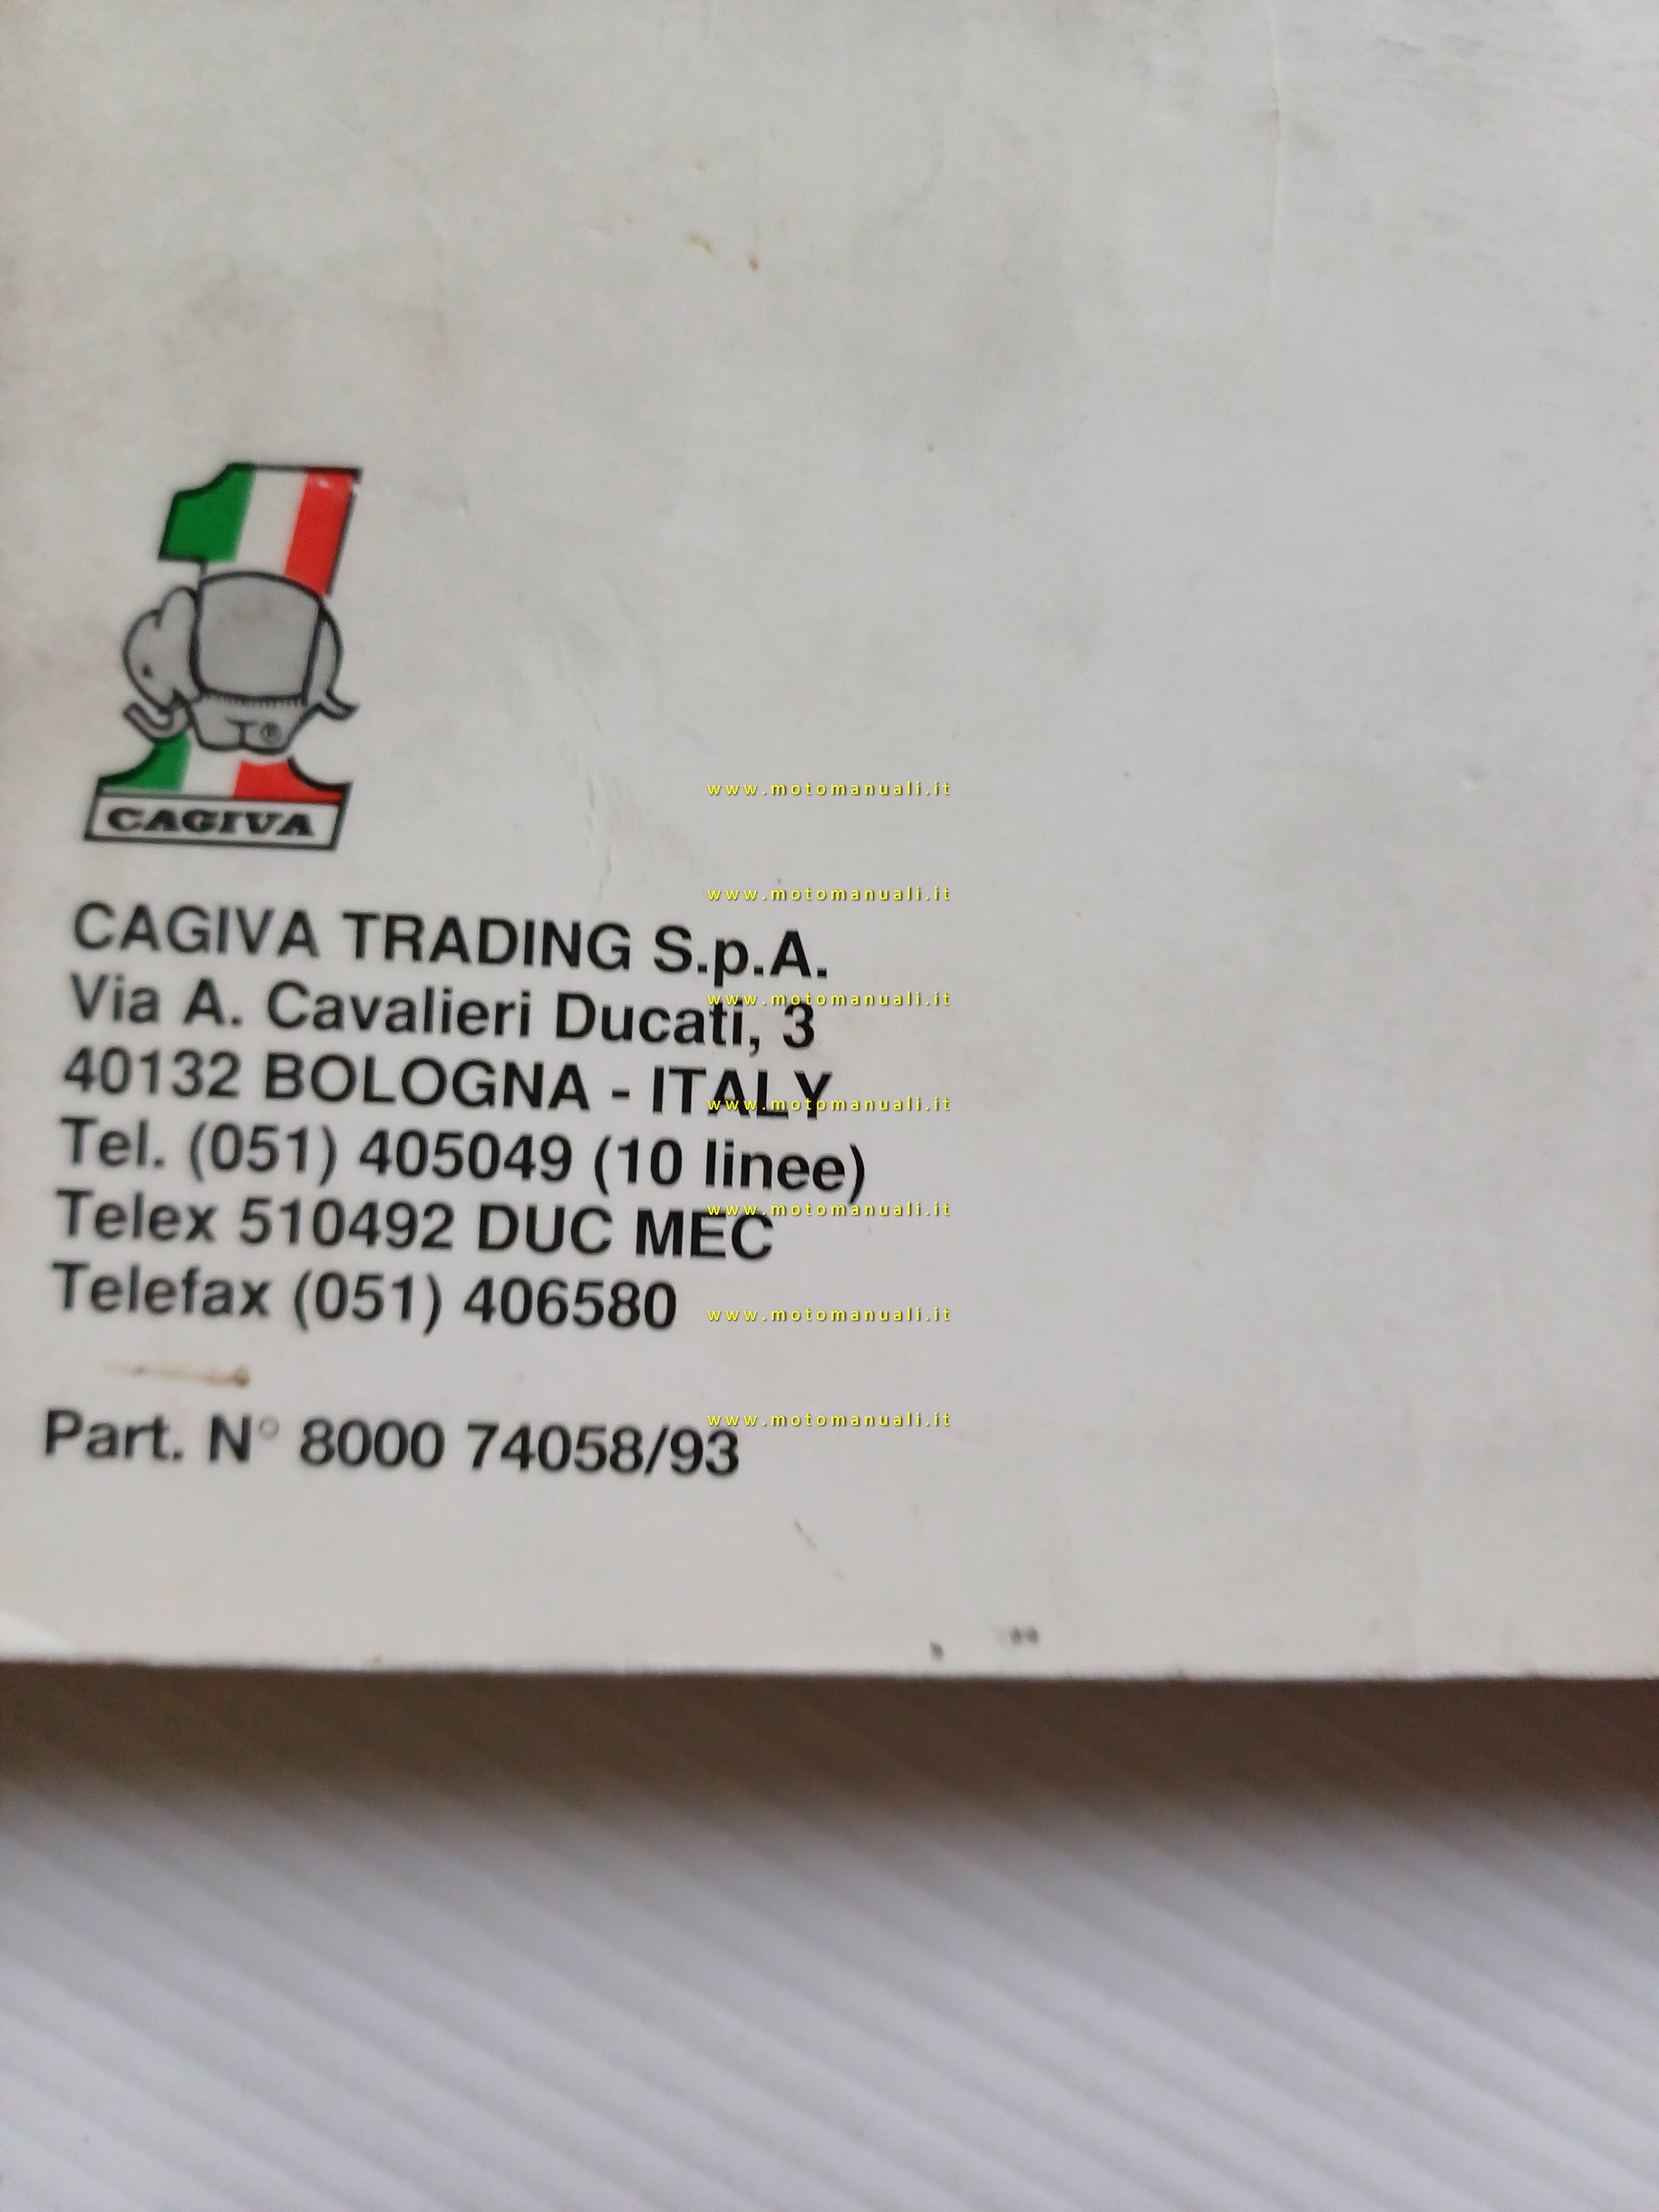 CAGIVA
www.motomanuali.it
www.motomanuali.it
CAGIVA TRADING S.p.A.
www.motomanuali.it
Via A. Cavalieri Ducati, 3
40132 BOLOGNA - ITALY
www.motomanuali.it
Tel. (051) 405049 (10 linee)
www.motomanuali.it
Telex 510492 DUC MEC
Telefax (051) 406580
www.motomanuali.it
www.motomanuali.it
Part. N° 8000 74058/93